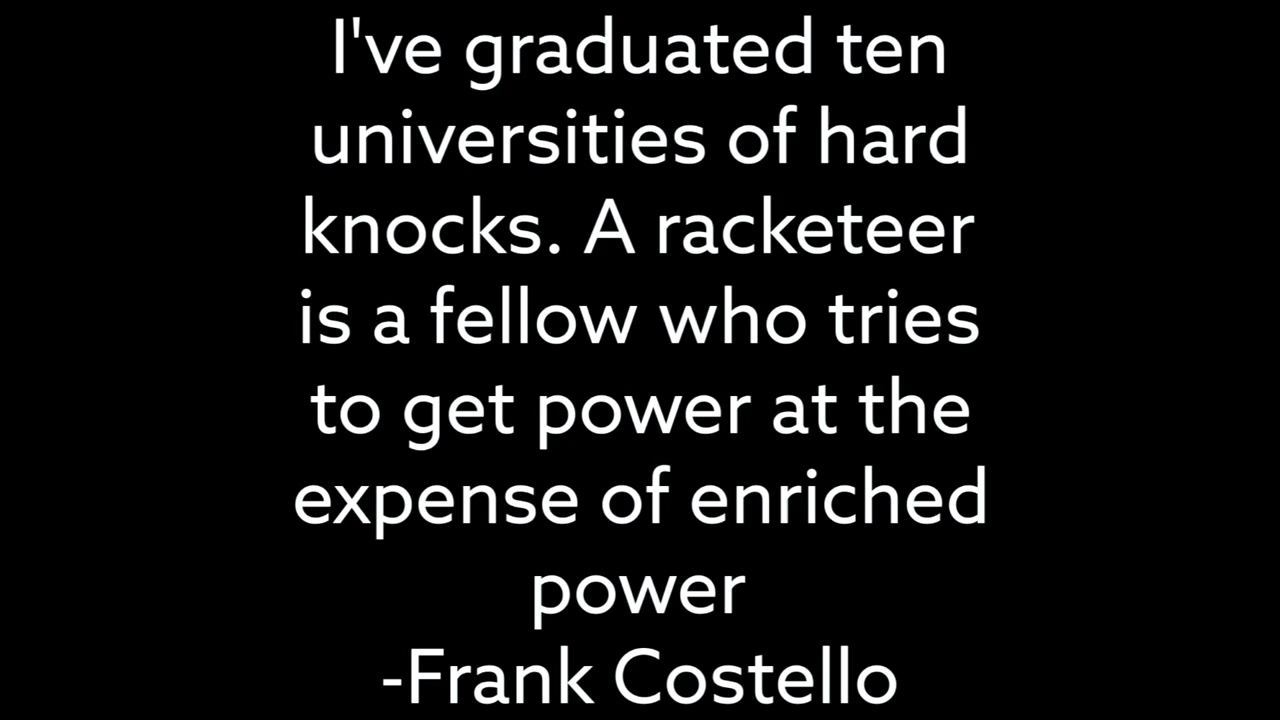 I've graduated ten
universities of hard
knocks. A racketeer
is a fellow who tries
to get power at the
expense of enriched
power
-Frank Costello